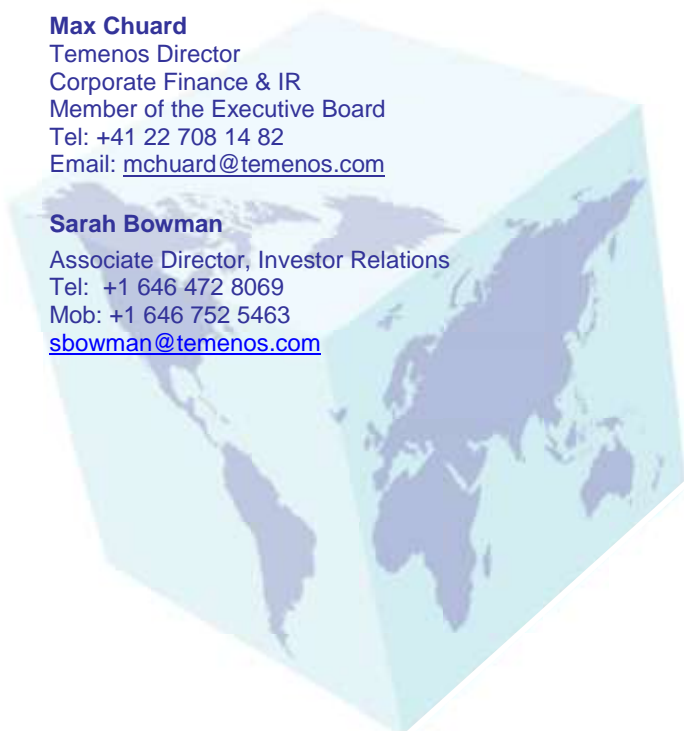 Max Chuard
Temenos Director
Corporate Finance & IR
Member of the Executive Board
Tel: +41 22 708 14 82
Email: mchuard@temenos.com
Sarah Bowman
Associate Director, Investor Relations
Tel: +1 646 472 8069
Mob: +1 646 752 5463
sbowman@temenos.com